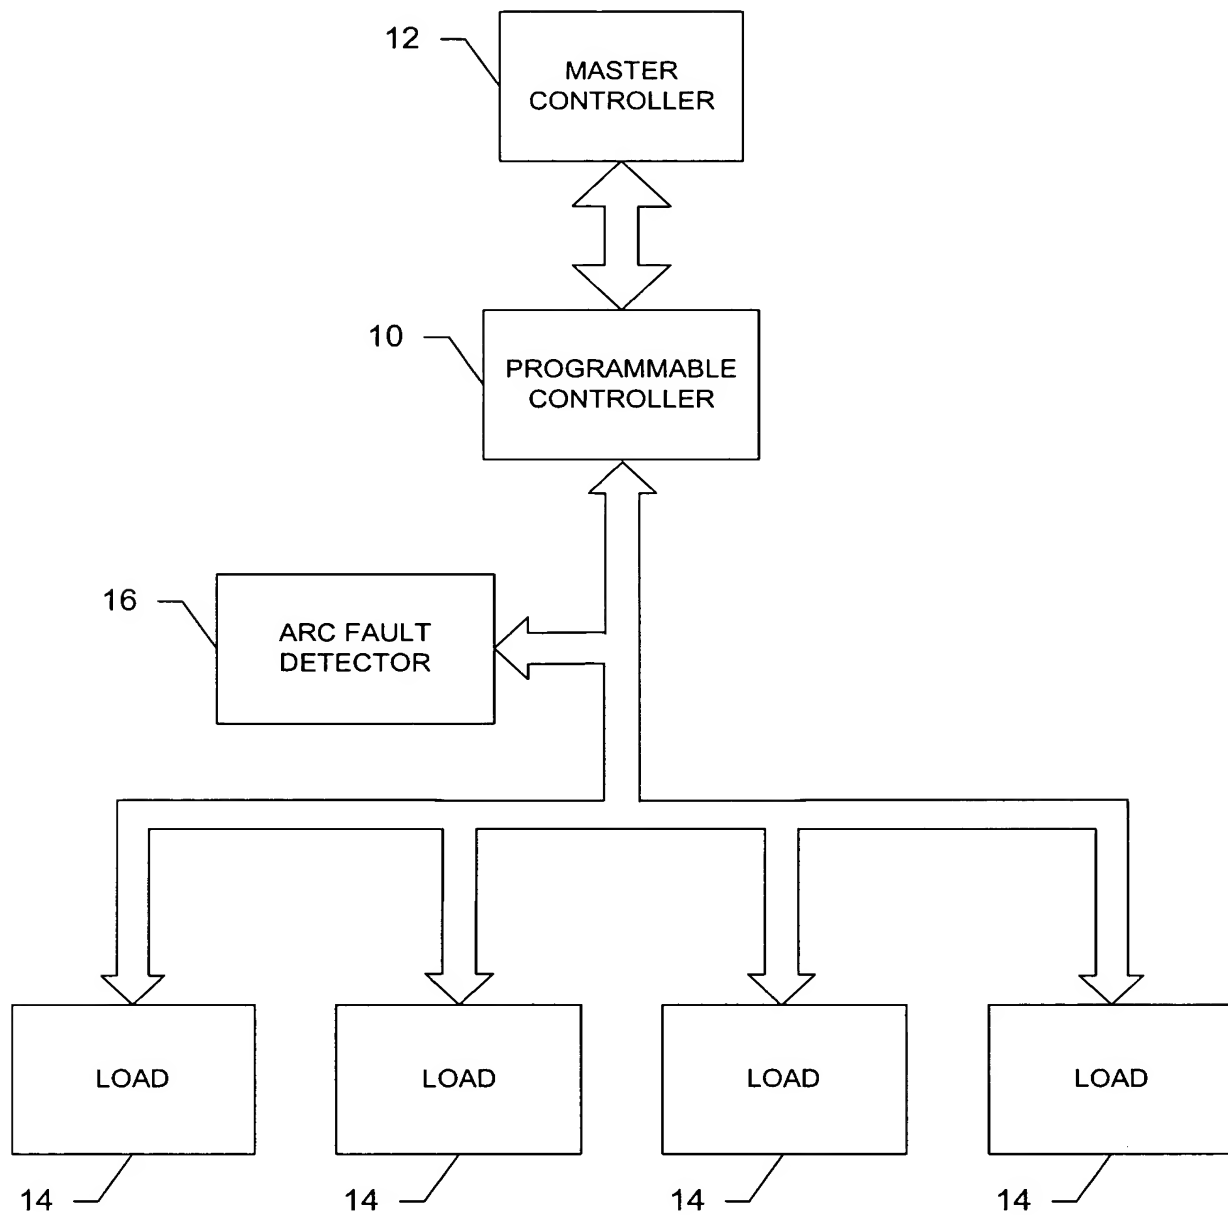 12
MASTER
CONTROLLER
10
PROGRAMMABLE
CONTROLLER
16
ARC FAULT
DETECTOR
LOAD
LOAD
LOAD
LOAD
14
14
14
14